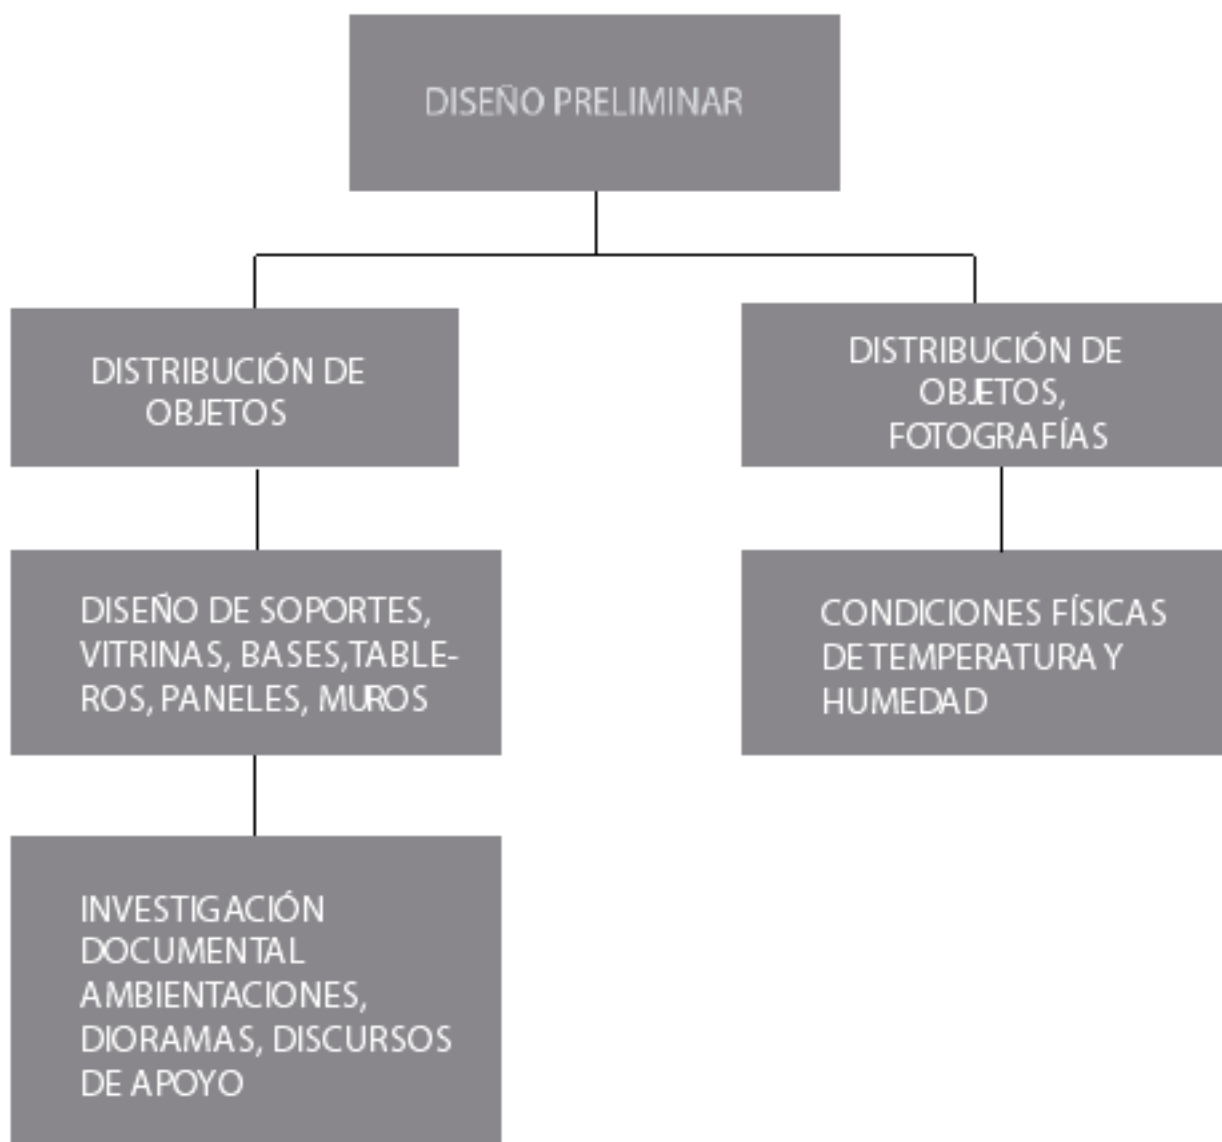 DISEÑO PRELIMINAR
DISTRIBUCIÓN DE
OBJETOS
DISTRIBUCIÓN DE
OBJETOS,
FOTOGRAFÍAS
DISEÑO DE SOPORTES,
VITRINAS, BASES,TABLE-
ROS, PANELES, MUROS
CONDICIONES FÍSICAS
DE TEMPERATURA Y
HUMEDAD
INVESTIGACIÓN
DOCUMENTAL
AMBIENTACIONES,
DIORAMAS, DISCURSOS
DE APOYO